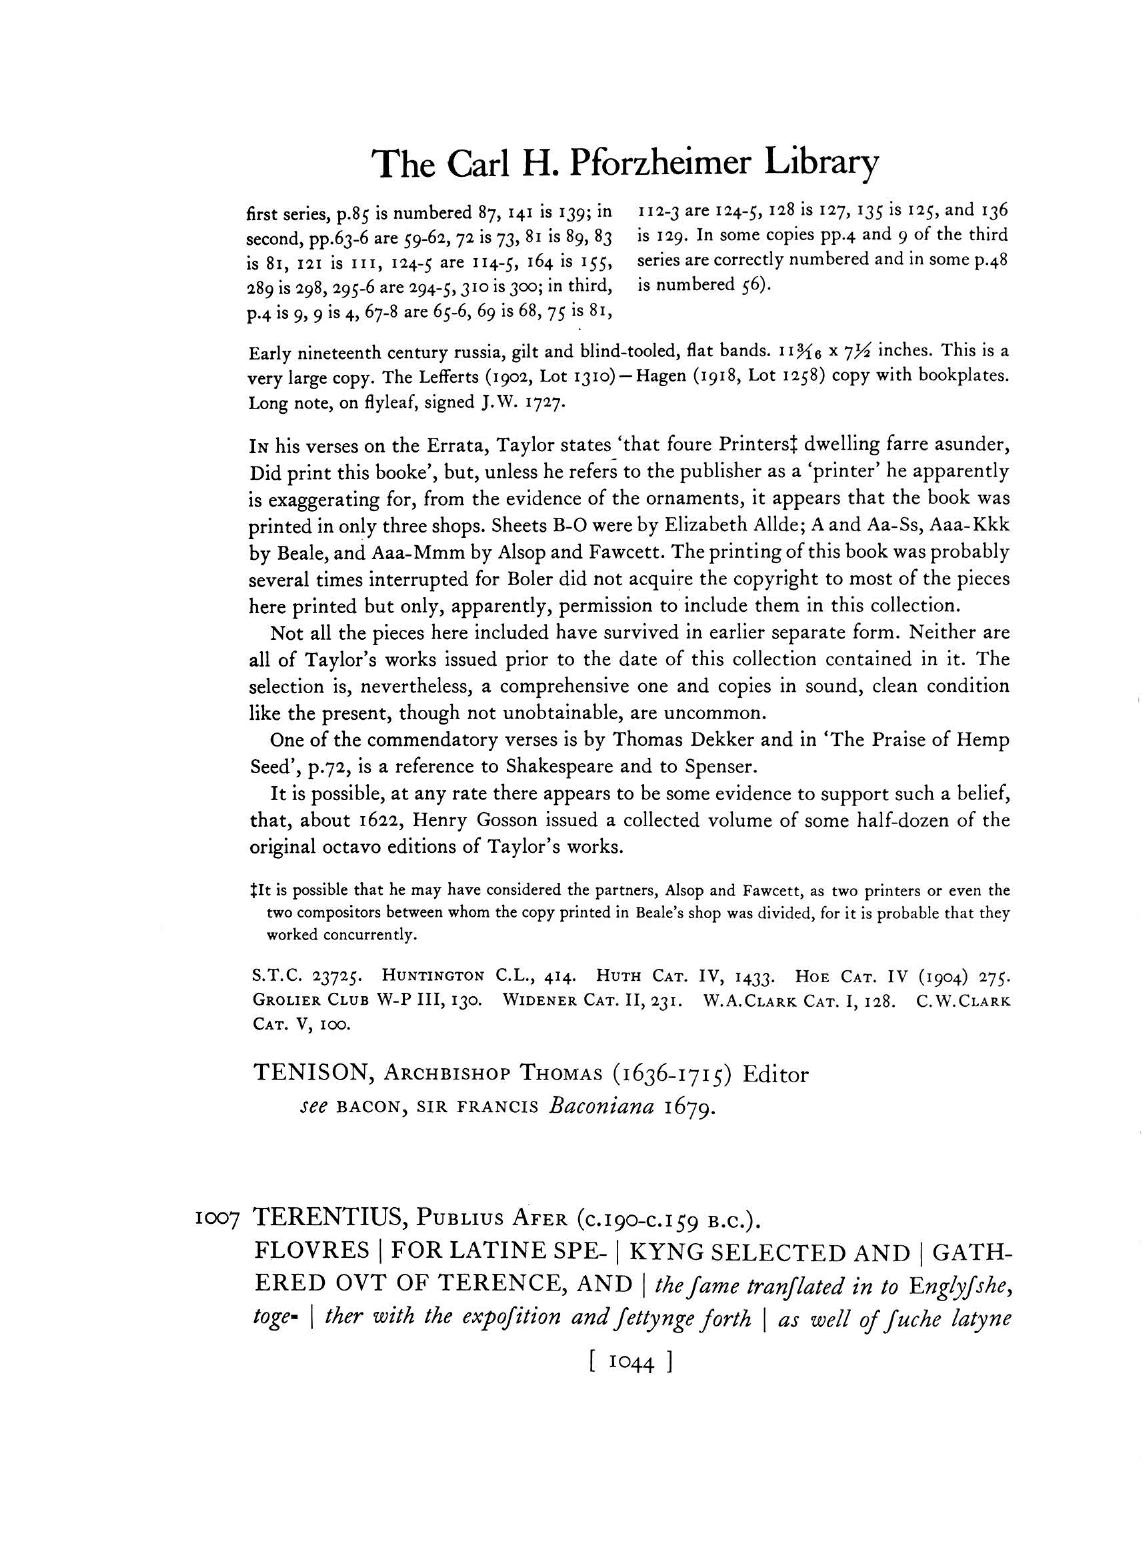 The Carl H. Pforzheimer Library
first series, p.85 is numbered 87, 141 is 139; in
second, pp.63-6 are 59-62, 72 is 73, 81 is 89, 83
is 81, 121 is 111, 124-5 are 114-5, 164 is 155,
289 is 298, 295-6 are 294-5, 310 is 300; in third,
p.4 is 9, 9 is 4, 67-8 are 65-6, 69 is 68, 75 is 81,
112-3 are 124-5, 128 is 127, 135 is 125, and 136
is 129. In some copies pp.4 and 9 of the third
series are correctly numbered and in some p.48
is numbered 56).
Early nineteenth century russia, gilt and blind-tooled, flat bands. 11 3/16 x 7 1/2 inches. This is a
very large copy. The Lefferts (1902, Lot 1310)—Hagen (1918, Lot 1258) copy with bookplates.
Long note, on flyleaf, signed J.W. 1727.
IN his verses on the Errata, Taylor states ‘that foure Printers‡ dwelling farre asunder,
Did print this booke’, but, unless he refers to the publisher as a ‘printer’ he apparently
is exaggerating for, from the evidence of the ornaments, it appears that the book was
printed in only three shops. Sheets B-O were by Elizabeth Allde; A and Aa-Ss, Aaa-Kkk
by Beale, and Aaa-Mmm by Alsop and Fawcett. The printing of this book was probably
several times interrupted for Boler did not acquire the copyright to most of the pieces
here printed but only, apparently, permission to include them in this collection.
Not all the pieces here included have survived in earlier separate form. Neither are
all of Taylor’s works issued prior to the date of this collection contained in it. The
selection is, nevertheless, a comprehensive one and copies in sound, clean condition
like the present, though not unobtainable, are uncommon.
One of the commendatory verses is by Thomas Dekker and in ‘The Praise of Hemp
Seed’, p.72, is a reference to Shakespeare and to Spenser.
It is possible, at any rate there appears to be some evidence to support such a belief,
that, about 1622, Henry Gosson issued a collected volume of some half-dozen of the
original octavo editions of Taylor’s works.
‡It is possible that he may have considered the partners, Alsop and Fawcett, as two printers or even the
two compositors between whom the copy printed in Beale’s shop was divided, for it is probable that they
worked concurrently.
S.T.C. 23725. HUNTINGTON C.L., 414. HUTH CAT. IV, 1433. HOE CAT. IV (1904) 275.
GROLIER CLUB W-P III, 130. WIDENER CAT. II, 231. W.A.CLARK CAT. I, 128. C.W.CLARK
CAT. V, 100.
TENISON, ARCHBISHOP THOMAS (1636-1715) Editor
see BACON, SIR FRANCIS Baconiana 1679.
1007 TERENTIUS, PUBLIUS AFER (c.190-c.159 B.C.).
FLOVRES | FOR LATINE SPE- | KYNG SELECTED AND | GATH-
ERED OVT OF TERENCE, AND | the ſame tranſlated in to Englyſshe,
toge- | ther with the expoſition and ſettynge forth | as well of ſuche latyne
[ 1044 ]